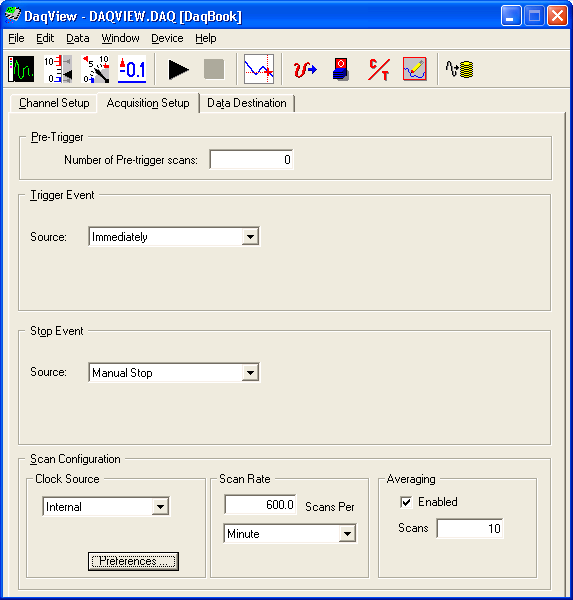 DaqView - DAQVIEW.DAQ [DaqBook]
File Edit Data Window Device Help
10 0 10 5 0 -0.1 C/T
Channel Setup Acquisition Setup Data Destination
Pre-Trigger
Number of Pre-trigger scans: 0
Trigger Event
Source: Immediately
Stop Event
Source: Manual Stop
Scan Configuration
Clock Source Scan Rate Averaging
Internal 600.0 Scans Per Enabled
Minute Scans 10
Preferences ...